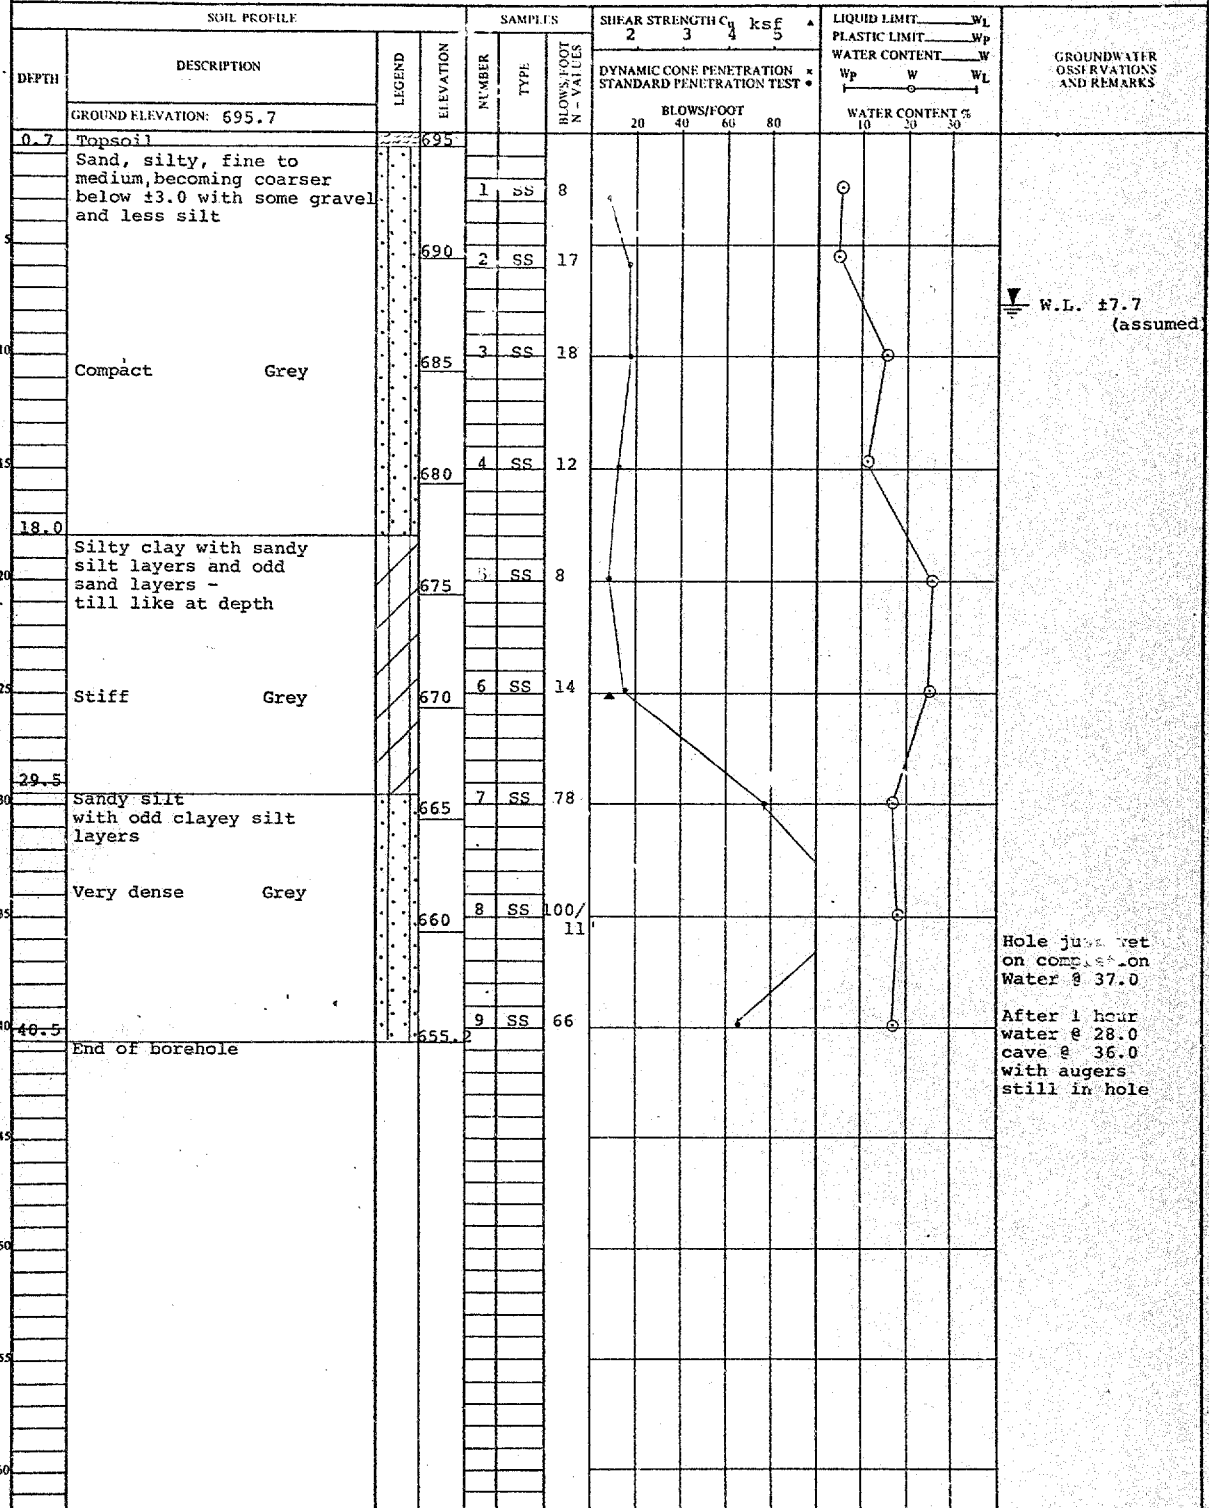 SOIL PROFILE
SAMPLES
SHEAR STRENGTH Cu ksf ▲
2 3 4 5
DYNAMIC CONE PENETRATION ×
STANDARD PENETRATION TEST •
BLOWS/FOOT
20 40 60 80
LIQUID LIMIT WL
PLASTIC LIMIT WP
WATER CONTENT W
WP W WL
WATER CONTENT %
10 20 30
GROUNDWATER
OBSERVATIONS
AND REMARKS
DEPTH
DESCRIPTION
LEGEND
ELEVATION
NUMBER
TYPE
BLOWS/FOOT
N - VALUES
GROUND ELEVATION: 695.7
0.7 Topsoil 695
Sand, silty, fine to
medium, becoming coarser
below ±3.0 with some gravel
and less silt
1 SS 8
5
690
2 SS 17
W.L. ±7.7
(assumed)
10
3 SS 18
685
Compact Grey
15
4 SS 12
680
18.0
Silty clay with sandy
silt layers and odd
sand layers -
till like at depth
20
5 SS 8
675
25
6 SS 14
Stiff Grey
670
29.5
30
Sandy silt
with odd clayey silt
layers
7 SS 78
665
Very dense Grey
35
8 SS 100/
11
660
Hole
on
Water @ 37.0
After 1 hour
water @ 28.0
cave @ 36.0
with augers
still in hole
40
40.5
9 SS 66
655.2
End of borehole
45
50
55
60